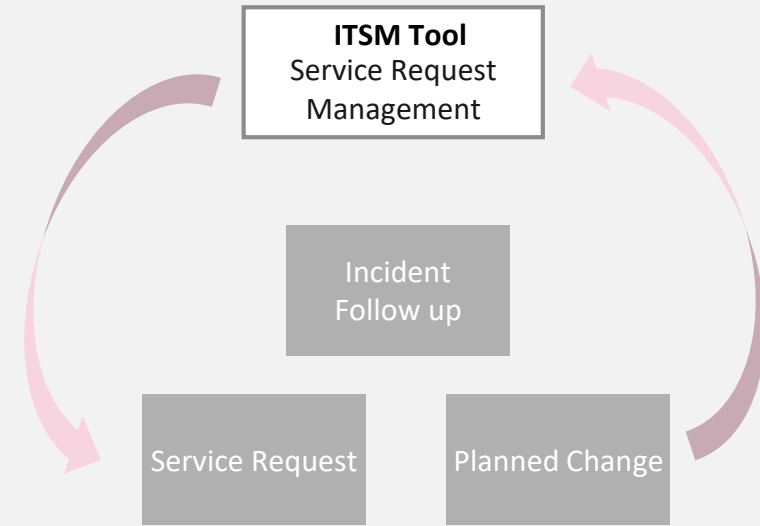 ITSM Tool
Service Request
Management
Incident
Follow up
Service Request
Planned Change